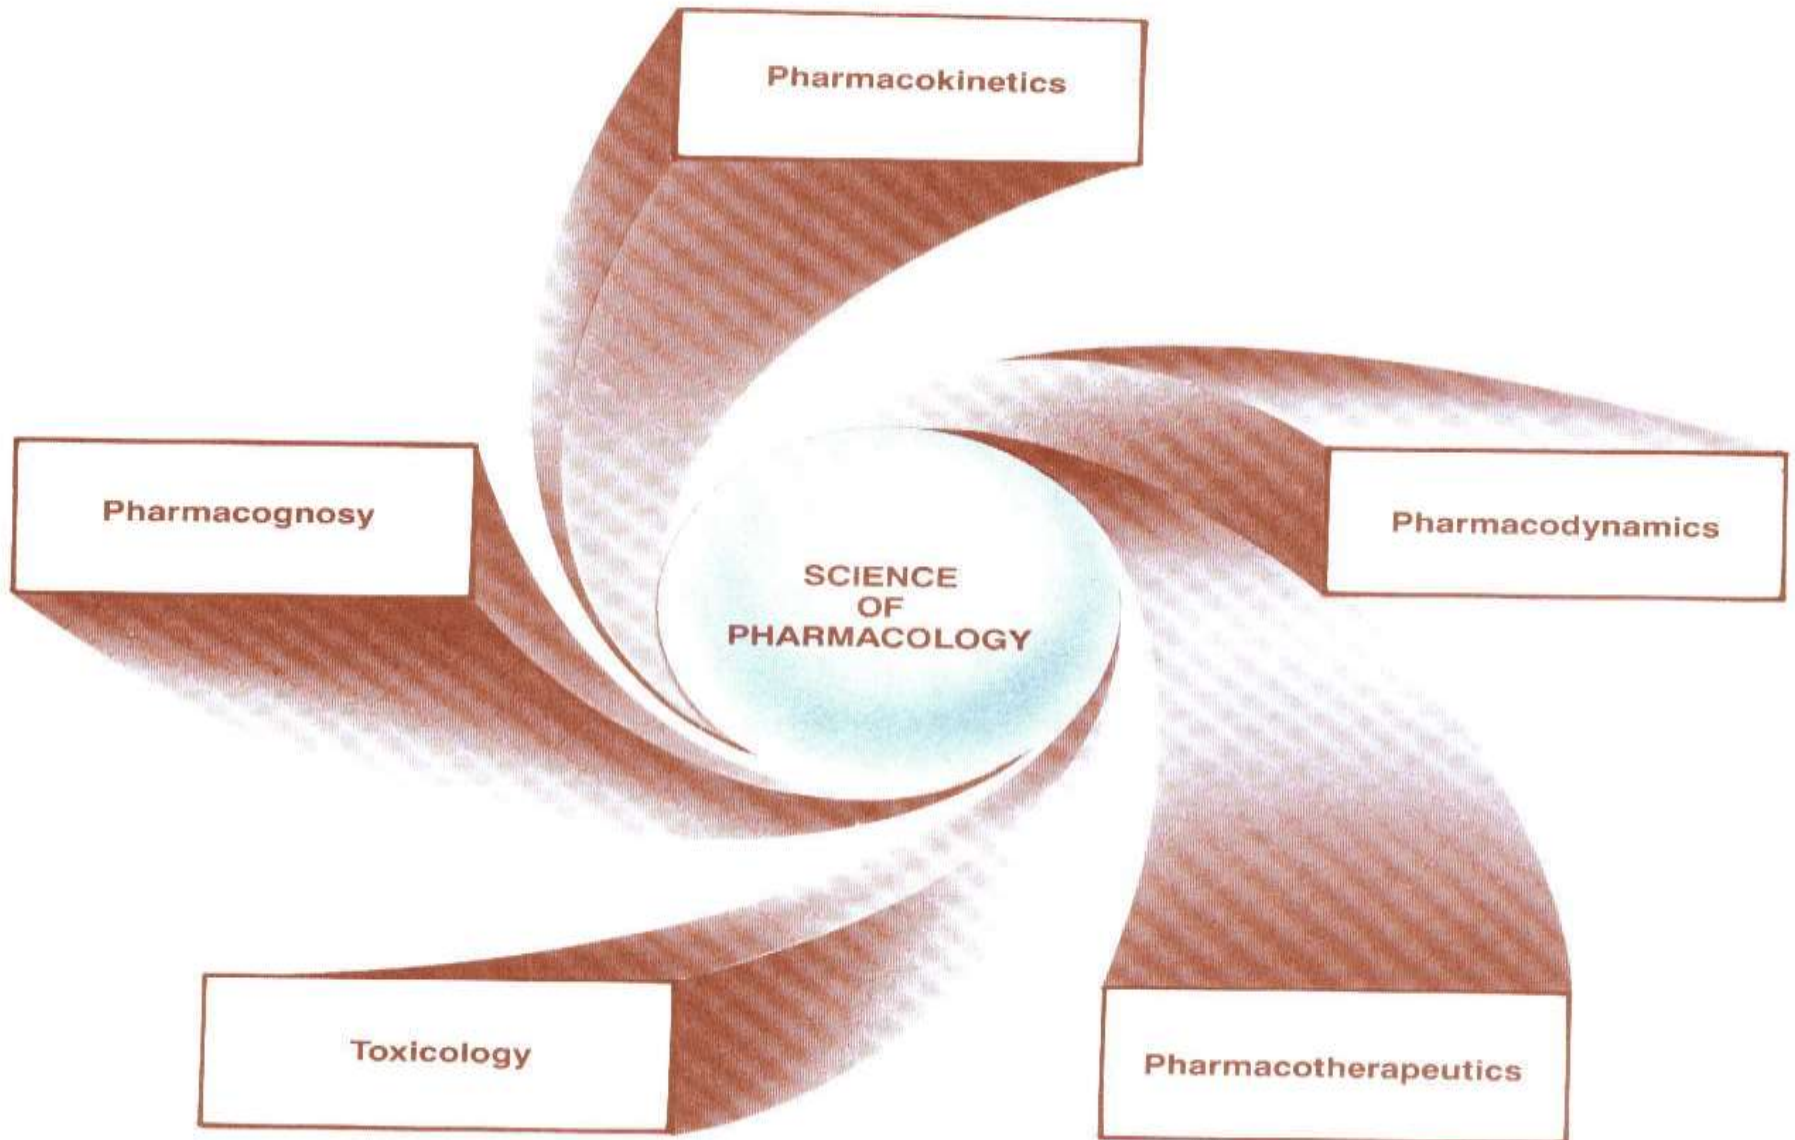 Pharmacokinetics
Pharmacognosy
Pharmacodynamics
SCIENCE
OF
PHARMACOLOGY
Toxicology
Pharmacotherapeutics